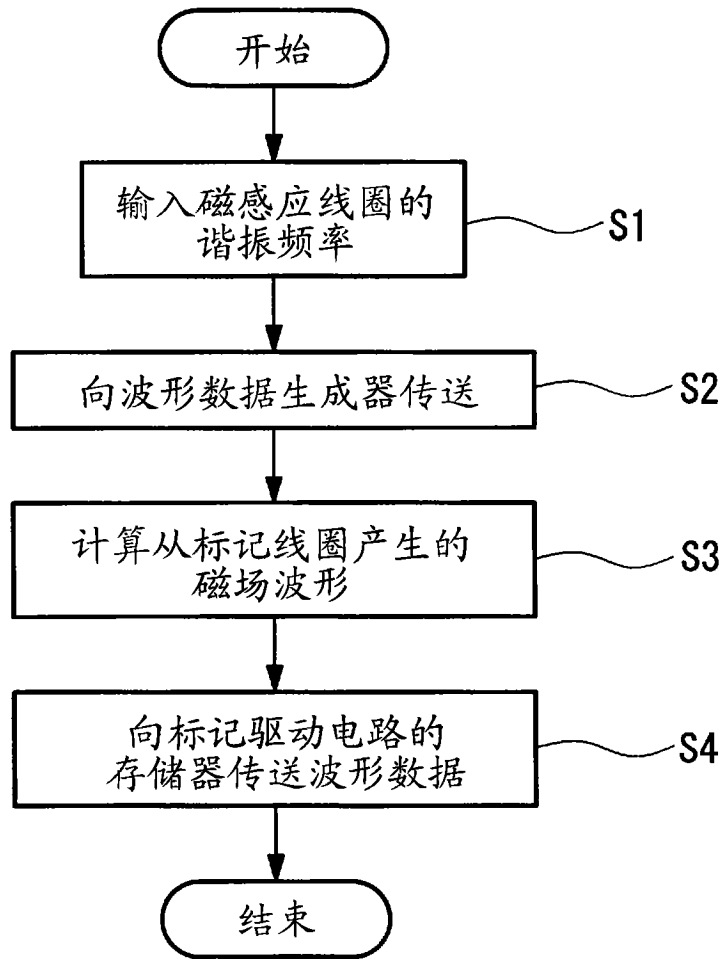 开始
输入磁感应线圈的
谐振频率
S1
向波形数据生成器传送
S2
计算从标记线圈产生的
磁场波形
S3
向标记驱动电路的
存储器传送波形数据
S4
结束